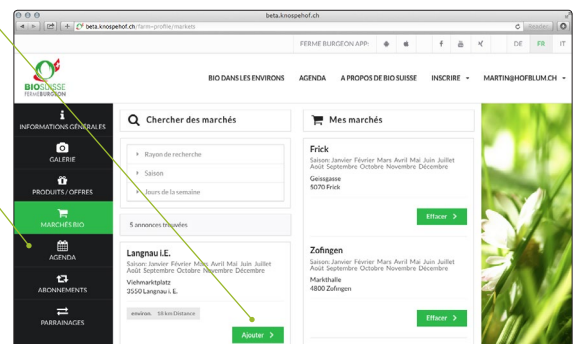 beta.knospehof.ch
beta.knospehof.ch/farm-profile/markets
Reader
FERME BURGEON APP:
f
DE
FR
IT
BIOSUISSE
FERMEBURGEON
BIO DANS LES ENVIRONS
AGENDA
A PROPOS DE BIO SUISSE
INSCRIRE
MARTIN@HOFBLUM.CH
INFORMATIONS GÉNÉRALES
GALERIE
PRODUITS / OFFRES
MARCHÉS BIO
AGENDA
ABONNEMENTS
PARRAINAGES
Chercher des marchés
Rayon de recherche
Saison
Jours de la semaine
5 annonces trouvées
Langnau i.E.
Saison: Janvier Février Mars Avril Mai Juin Juillet
Août Septembre Octobre Novembre Décembre
Viehmarktplatz
3550 Langnau i. E.
environ. 18 km Distance
Ajouter
Mes marchés
Frick
Saison: Janvier Février Mars Avril Mai Juin Juillet
Août Septembre Octobre Novembre Décembre
Geissgasse
5070 Frick
Effacer
Zofingen
Saison: Janvier Février Mars Avril Mai Juin Juillet
Août Septembre Octobre Novembre Décembre
Markthalle
4800 Zofingen
Effacer